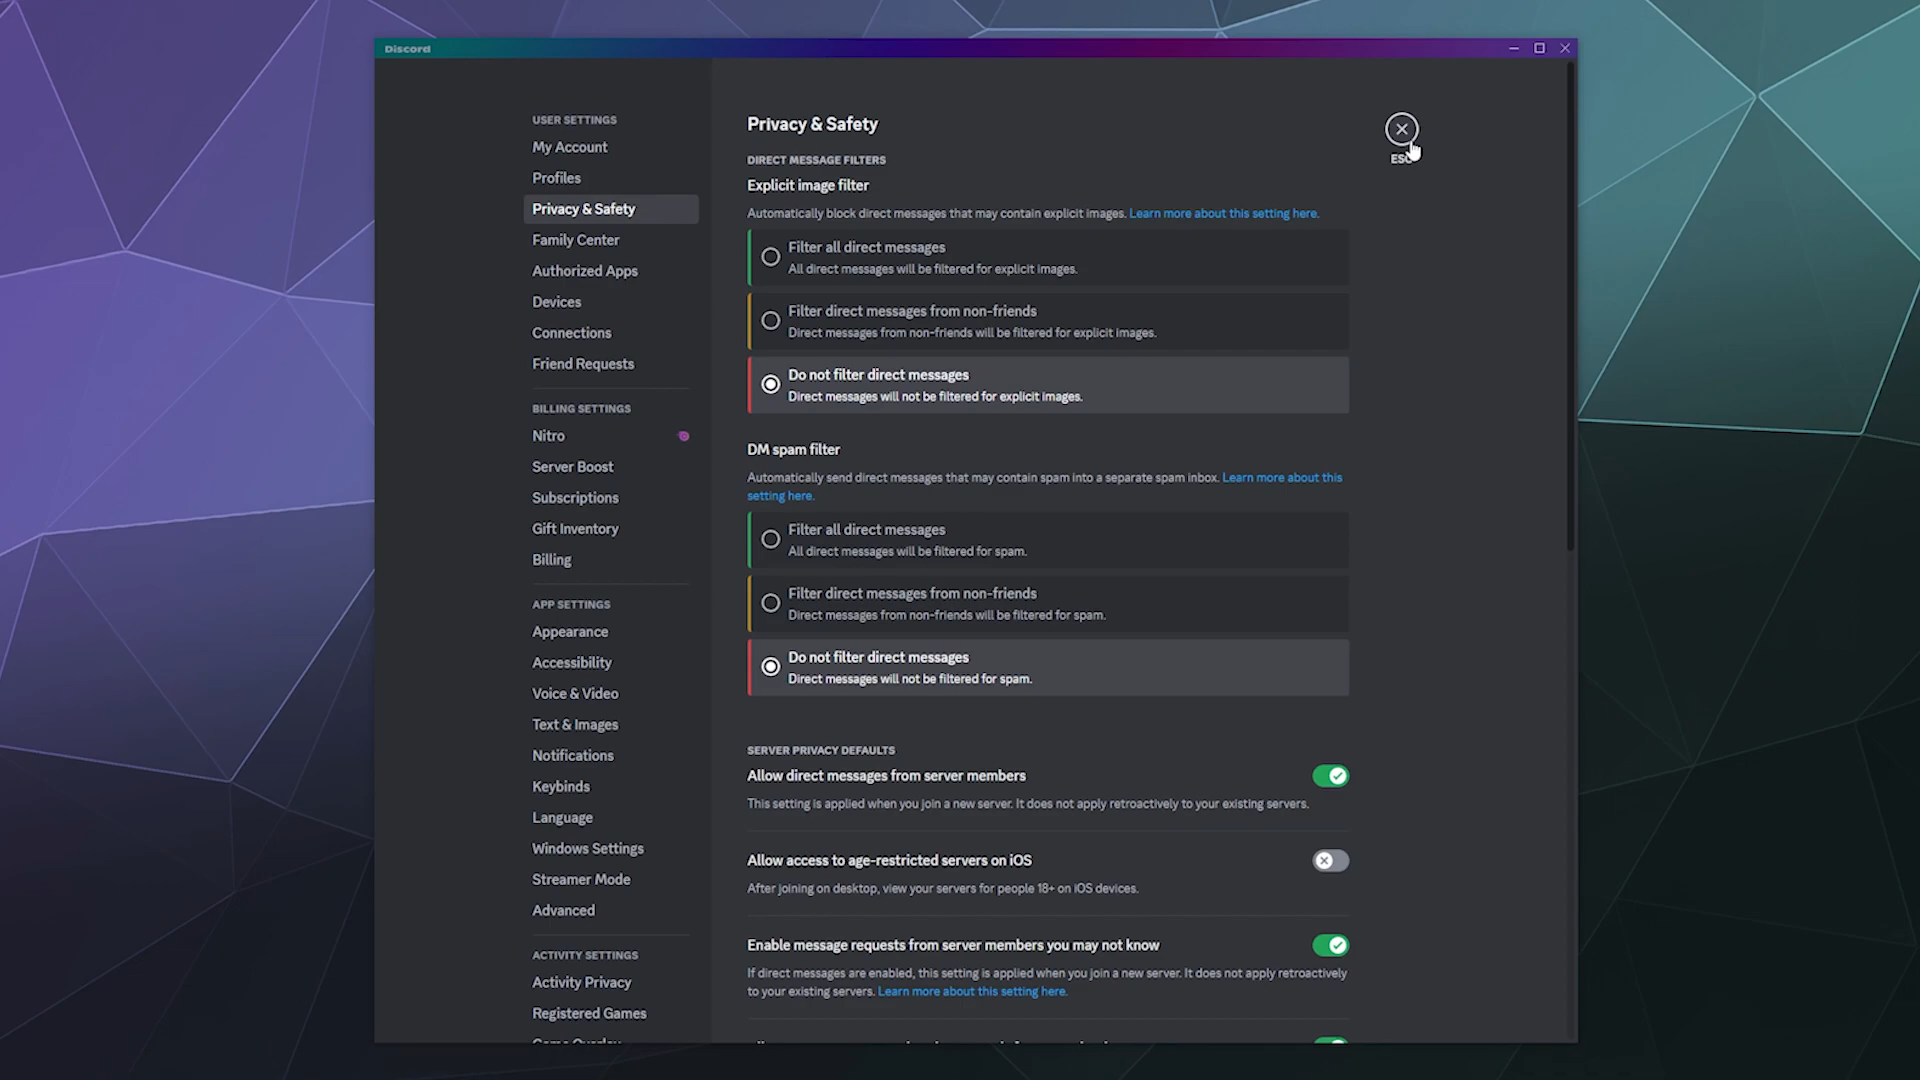 Discord
USER SETTINGS
My Account
Profiles
Privacy & Safety
Family Center
Authorized Apps
Devices
Connections
Friend Requests
BILLING SETTINGS
Nitro
Server Boost
Subscriptions
Gift Inventory
Billing
APP SETTINGS
Appearance
Accessibility
Voice & Video
Text & Images
Notifications
Keybinds
Language
Windows Settings
Streamer Mode
Advanced
ACTIVITY SETTINGS
Activity Privacy
Registered Games
Privacy & Safety
ESC
DIRECT MESSAGE FILTERS
Explicit image filter
Automatically block direct messages that may contain explicit images. Learn more about this setting here.
Filter all direct messages
All direct messages will be filtered for explicit images.
Filter direct messages from non-friends
Direct messages from non-friends will be filtered for explicit images.
Do not filter direct messages
Direct messages will not be filtered for explicit images.
DM spam filter
Automatically send direct messages that may contain spam into a separate spam inbox. Learn more about this
setting here.
Filter all direct messages
All direct messages will be filtered for spam.
Filter direct messages from non-friends
Direct messages from non-friends will be filtered for spam.
Do not filter direct messages
Direct messages will not be filtered for spam.
SERVER PRIVACY DEFAULTS
Allow direct messages from server members
This setting is applied when you join a new server. It does not apply retroactively to your existing servers.
Allow access to age-restricted servers on iOS
After joining on desktop, view your servers for people 18+ on iOS devices.
Enable message requests from server members you may not know
If direct messages are enabled, this setting is applied when you join a new server. It does not apply retroactively
to your existing servers. Learn more about this setting here.